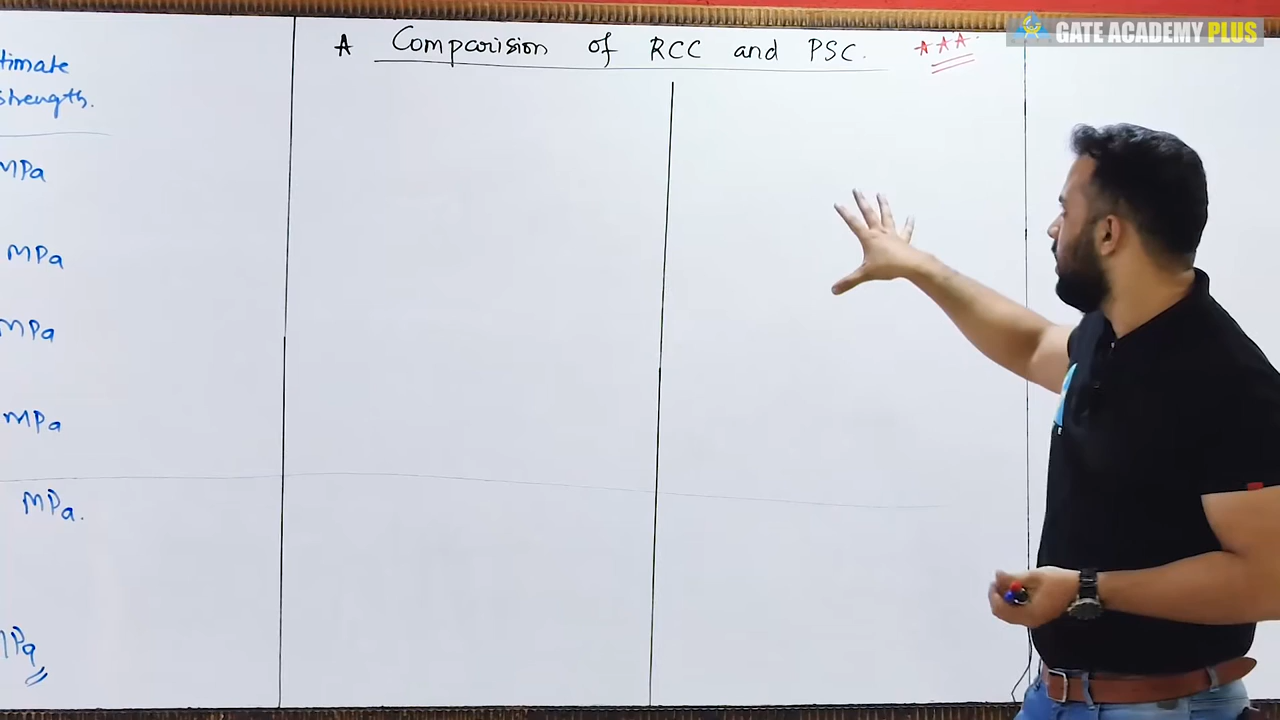 timate
strength.
MPa
MPa
MPa
MPa
MPa.
MPa
Comparision of RCC and PSC.
GATE ACADEMY PLUS